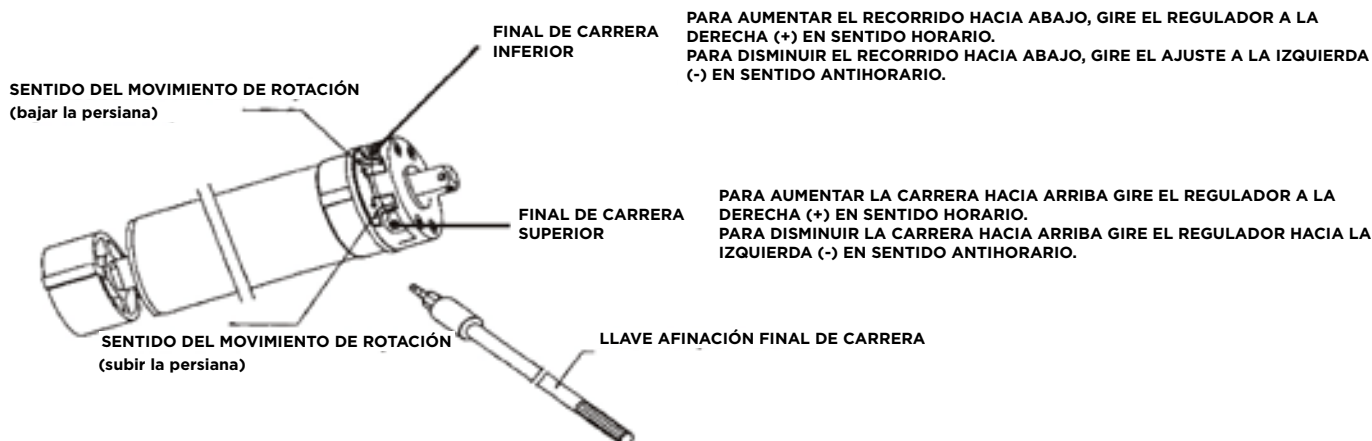 FINAL DE CARRERA
INFERIOR
PARA AUMENTAR EL RECORRIDO HACIA ABAJO, GIRE EL REGULADOR A LA
DERECHA (+) EN SENTIDO HORARIO.
PARA DISMINUIR EL RECORRIDO HACIA ABAJO, GIRE EL AJUSTE A LA IZQUIERDA
(-) EN SENTIDO ANTIHORARIO.
SENTIDO DEL MOVIMIENTO DE ROTACIÓN
(bajar la persiana)
FINAL DE CARRERA
SUPERIOR
PARA AUMENTAR LA CARRERA HACIA ARRIBA GIRE EL REGULADOR A LA
DERECHA (+) EN SENTIDO HORARIO.
PARA DISMINUIR LA CARRERA HACIA ARRIBA GIRE EL REGULADOR HACIA LA
IZQUIERDA (-) EN SENTIDO ANTIHORARIO.
SENTIDO DEL MOVIMIENTO DE ROTACIÓN
(subir la persiana)
LLAVE AFINACIÓN FINAL DE CARRERA